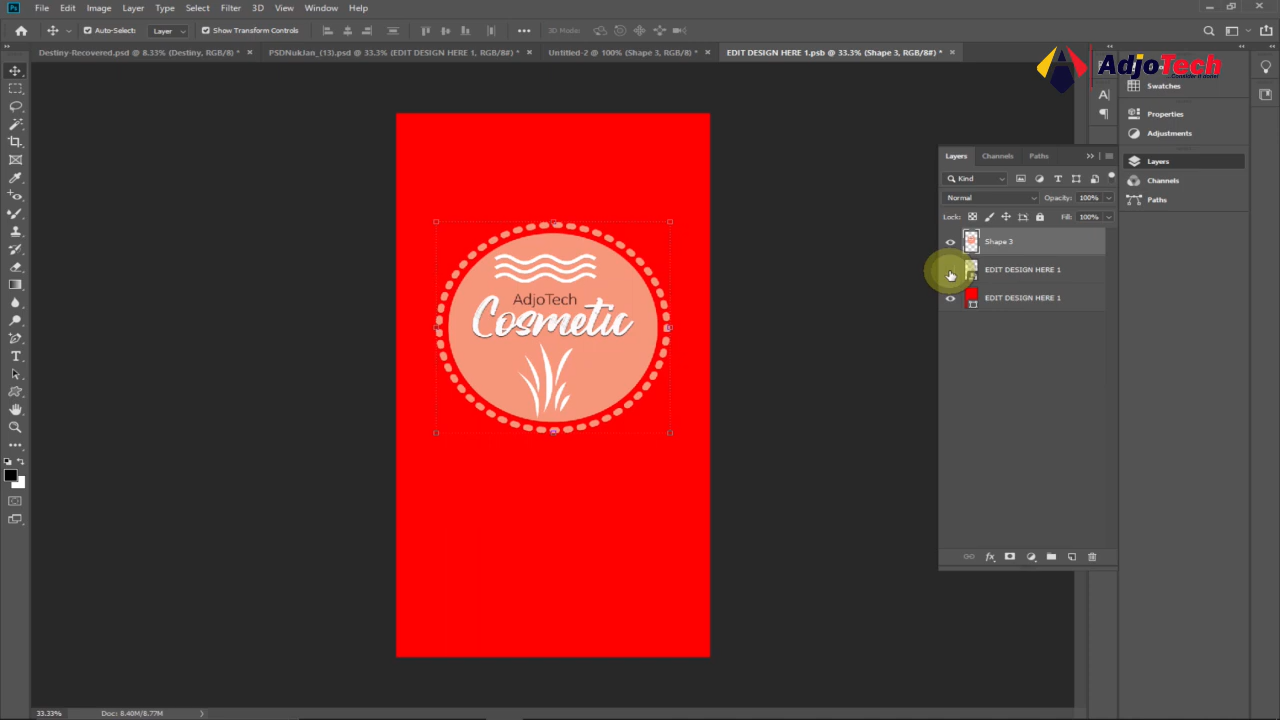 File Edit Image Layer Type Select Filter 3D View Window Help
Auto-Select: Layer Show Transform Controls 3D Mode:
Destiny-Recovered.psd @ 8.33% (Destiny, RGB/8*) * × PSDNukJan_(13).psd @ 33.3% (EDIT DESIGN HERE 1, RGB/8#) * × Untitled-2 @ 100% (Shape 3, RGB/8) * × EDIT DESIGN HERE 1.psb @ 33.3% (Shape 3, RGB/8#) * ×
AdjoTech
Swatches
Properties
Adjustments
Layers Channels Paths
Layers
Kind
Channels
Normal Opacity: 100%
Paths
Lock: Fill: 100%
Shape 3
EDIT DESIGN HERE 1
EDIT DESIGN HERE 1
AdjoTech
Cosmetic
33.33% Doc: 8.40M/8.77M